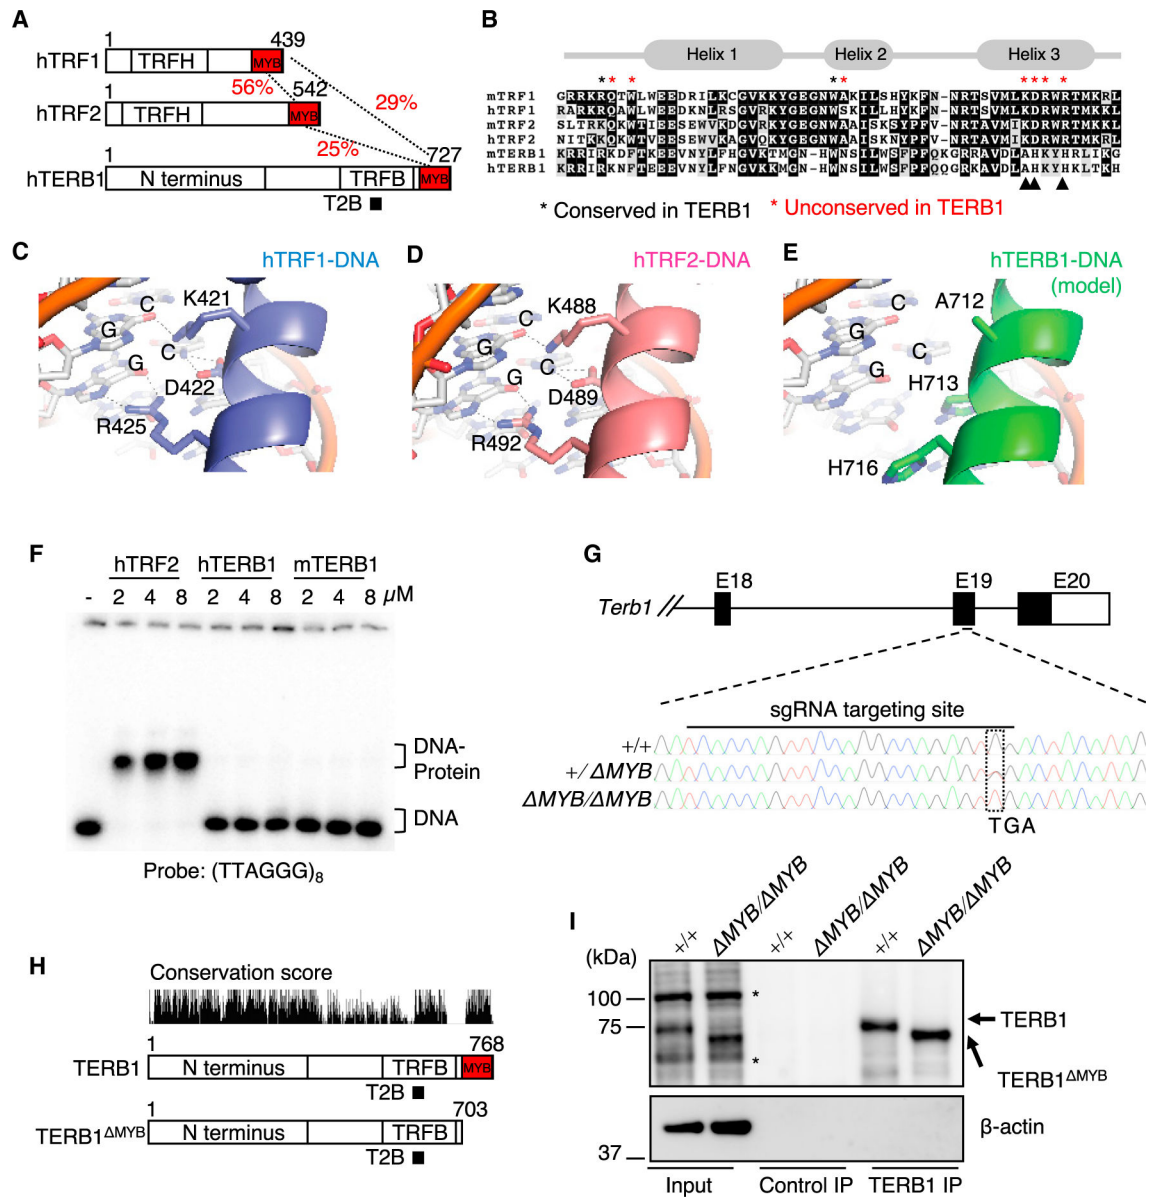 A
1
439
hTRF1
TRFH
MYB
56%
1
542
29%
hTRF2
TRFH
MYB
25%
1
727
hTERB1
N terminus
TRFB
MYB
T2B
B
Helix 1
Helix 2
Helix 3
* * * * * * * * *
mTRF1
hTRF1
mTRF2
hTRF2
mTERB1
hTERB1
* Conserved in TERB1
* Unconserved in TERB1
C
hTRF1-DNA
K421
C
G
C
G
D422
R425
D
hTRF2-DNA
K488
C
G
C
G
D489
R492
E
hTERB1-DNA
(model)
A712
C
G
C
G
H713
H716
F
hTRF2 hTERB1 mTERB1
- 2 4 8 2 4 8 2 4 8 µM
DNA-
Protein
DNA
Probe: (TTAGGG)8
G
E18
E19
E20
Terb1
sgRNA targeting site
+/+
+/ΔMYB
ΔMYB/ΔMYB
TGA
H
Conservation score
1
768
TERB1
N terminus
TRFB
MYB
T2B
1
703
TERB1ΔMYB
N terminus
TRFB
T2B
I
+/+ ΔMYB/ΔMYB +/+ ΔMYB/ΔMYB +/+ ΔMYB/ΔMYB
(kDa)
100
*
75
TERB1
*
TERB1ΔMYB
β-actin
37
Input
Control IP
TERB1 IP